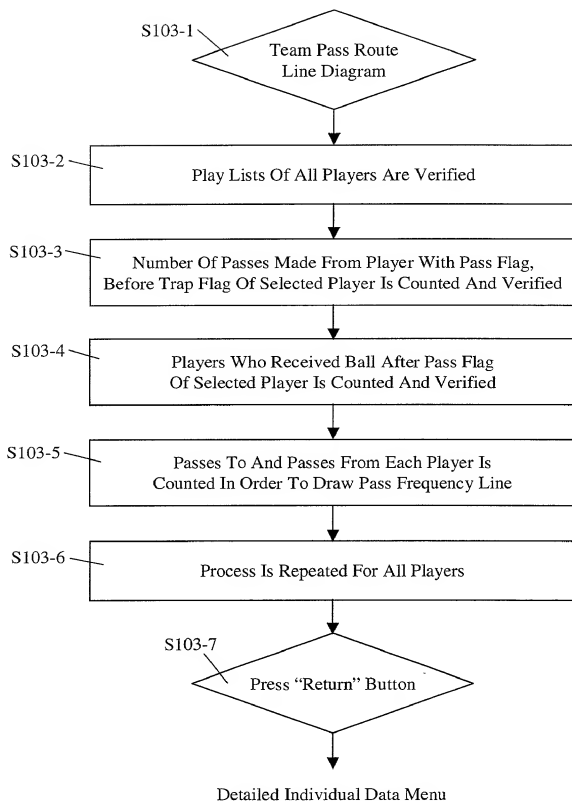 S103-1
Team Pass Route
Line Diagram
S103-2
Play Lists Of All Players Are Verified
S103-3
Number Of Passes Made From Player With Pass Flag,
Before Trap Flag Of Selected Player Is Counted And Verified
S103-4
Players Who Received Ball After Pass Flag
Of Selected Player Is Counted And Verified
S103-5
Passes To And Passes From Each Player Is
Counted In Order To Draw Pass Frequency Line
S103-6
Process Is Repeated For All Players
S103-7
Press “Return” Button
Detailed Individual Data Menu